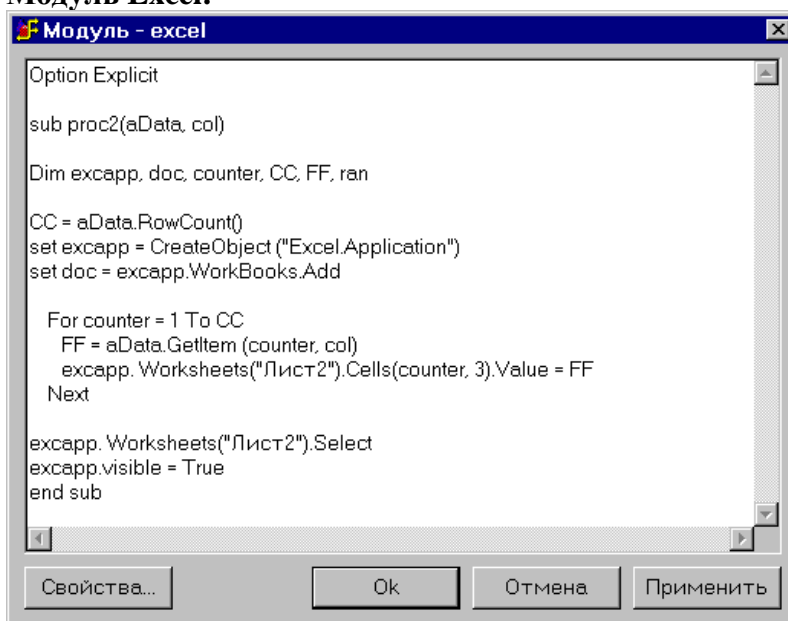 Модуль Excel.
Модуль - excel
Option Explicit
sub proc2(aData, col)
Dim excapp, doc, counter, CC, FF, ran
CC = aData.RowCount()
set excapp = CreateObject ("Excel.Application")
set doc = excapp.WorkBooks.Add
For counter = 1 To CC
FF = aData.GetItem (counter, col)
excapp. Worksheets("Лист2").Cells(counter, 3).Value = FF
Next
excapp. Worksheets("Лист2").Select
excapp.visible = True
end sub
Свойства... Ok Отмена Применить